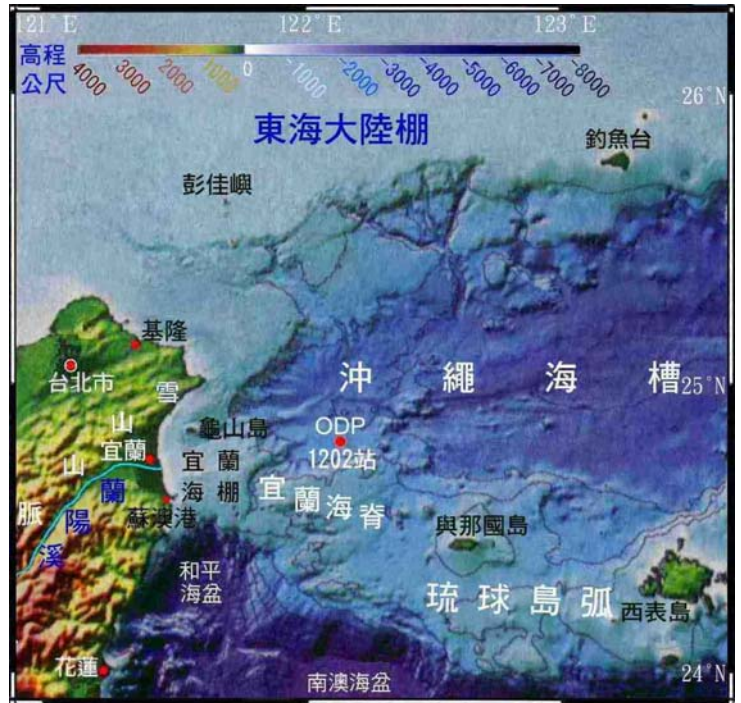 121°E 122°E 123°E
高程
公尺
4000 3000 2000 1000 0 -1000 -2000 -3000 -4000 -5000 -6000 -7000 -8000
26°N
東海大陸棚
釣魚台
彭佳嶼
基隆
台北市
沖繩海槽
25°N
雪山山脈
龜山島
ODP
1202站
宜蘭
宜蘭
海棚
宜蘭海脊
蘭陽溪
蘇澳港
與那國島
和平
海盆
琉球島弧
西表島
花蓮
南澳海盆
24°N